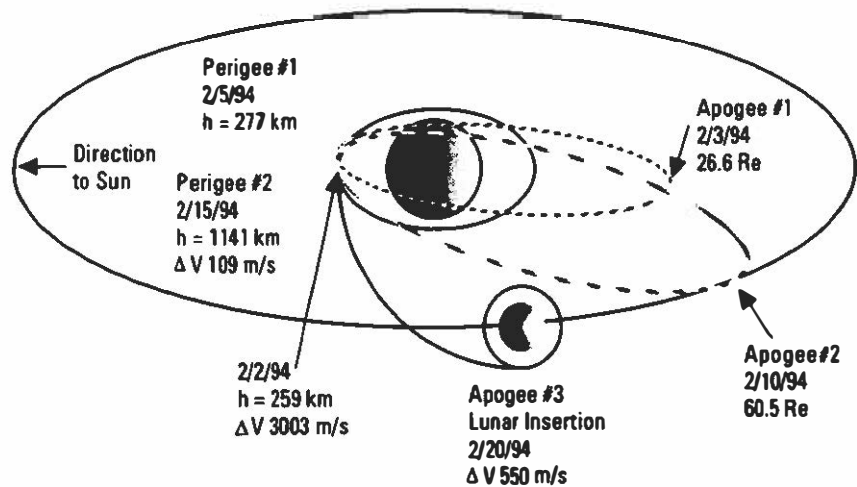 Perigee #1
2/5/94
h = 277 km
Apogee #1
2/3/94
26.6 Re
Direction
to Sun
Perigee #2
2/15/94
h = 1141 km
Δ V 109 m/s
2/2/94
h = 259 km
Δ V 3003 m/s
Apogee #3
Lunar Insertion
2/20/94
Δ V 550 m/s
Apogee#2
2/10/94
60.5 Re